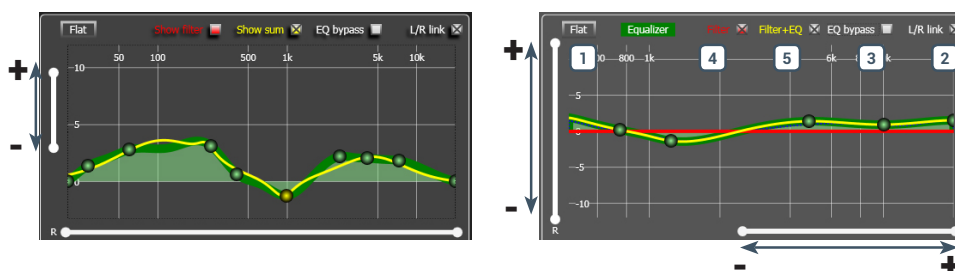 Flat Show filter Show sum EQ bypass L/R link
50 100 500 1k 5k 10k
+
10
5
-
0
R
Flat Equalizer Filter Filter+EQ EQ bypass L/R link
+
1 800 1k 4 5 6k 3 k 2
5
0
-5
-10
-
R
- +